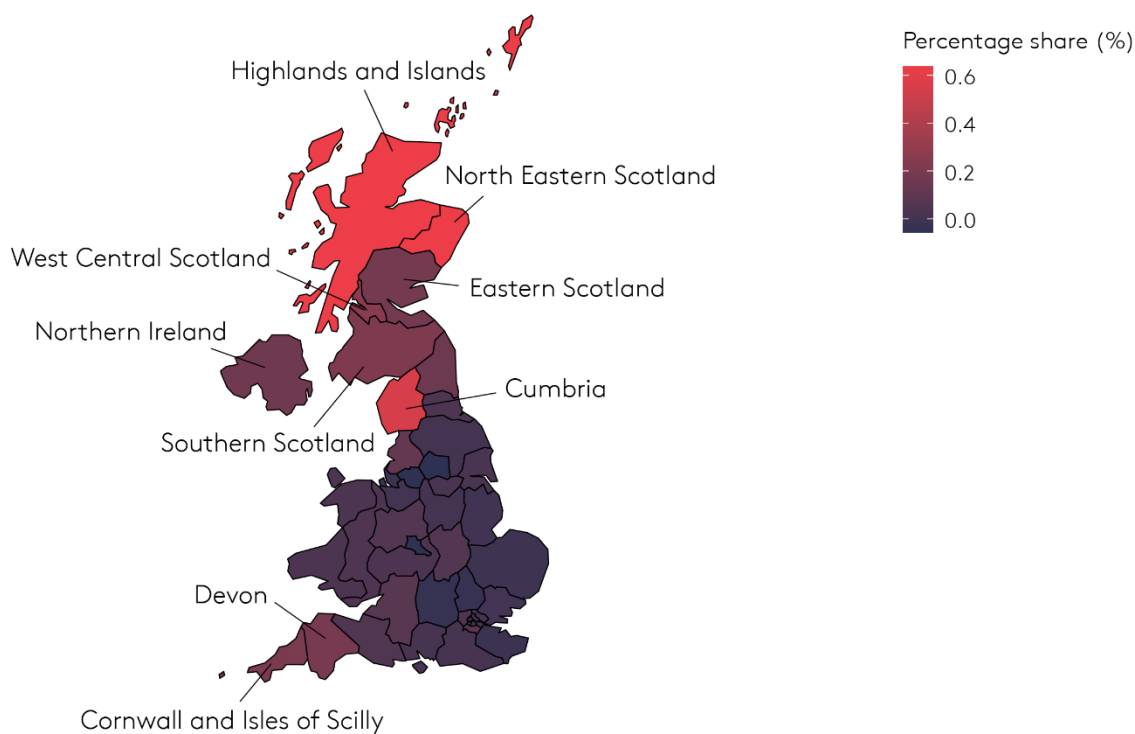 Percentage share (%)
0.6
0.4
0.2
0.0
Highlands and Islands
North Eastern Scotland
West Central Scotland
Eastern Scotland
Northern Ireland
Cumbria
Southern Scotland
Devon
Cornwall and Isles of Scilly